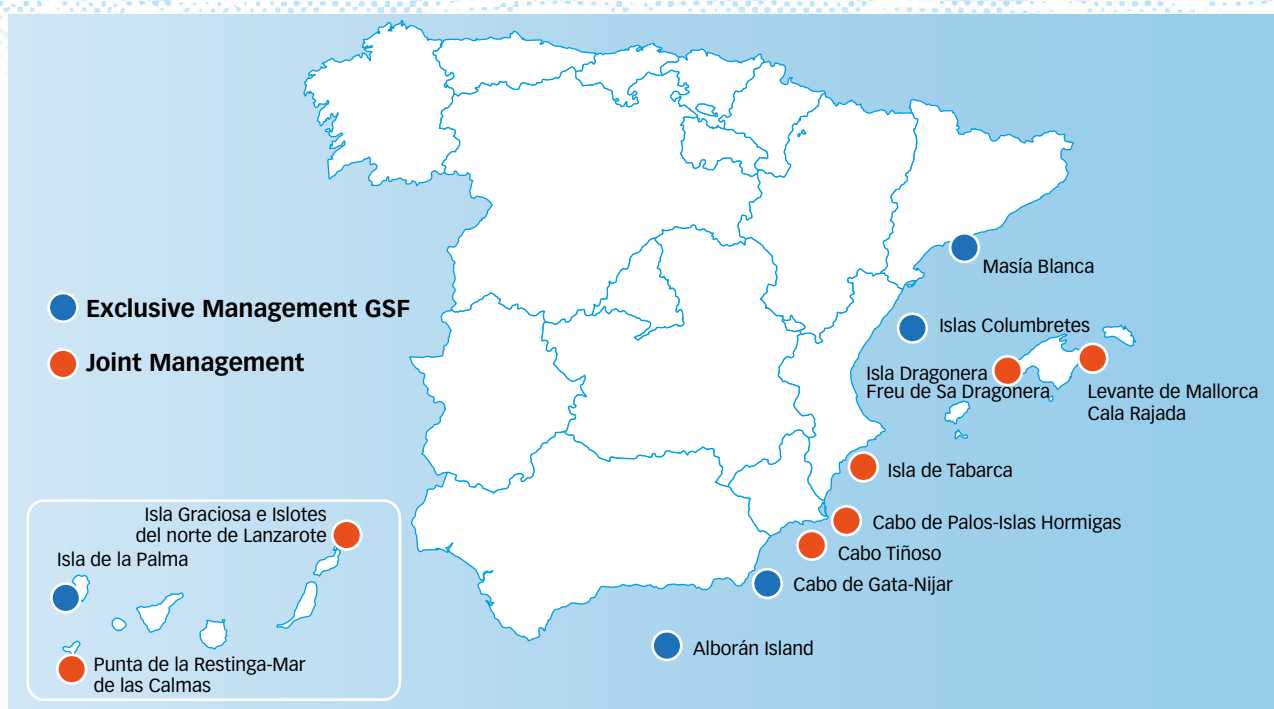 Masía Blanca
Exclusive Management GSF
Islas Columbretes
Joint Management
Isla Dragonera
Freu de Sa Dragonera
Levante de Mallorca
Cala Rajada
Isla de Tabarca
Isla Graciosa e Islotes
del norte de Lanzarote
Cabo de Palos-Islas Hormigas
Cabo Tiñoso
Isla de la Palma
Cabo de Gata-Nijar
Alborán Island
Punta de la Restinga-Mar
de las Calmas